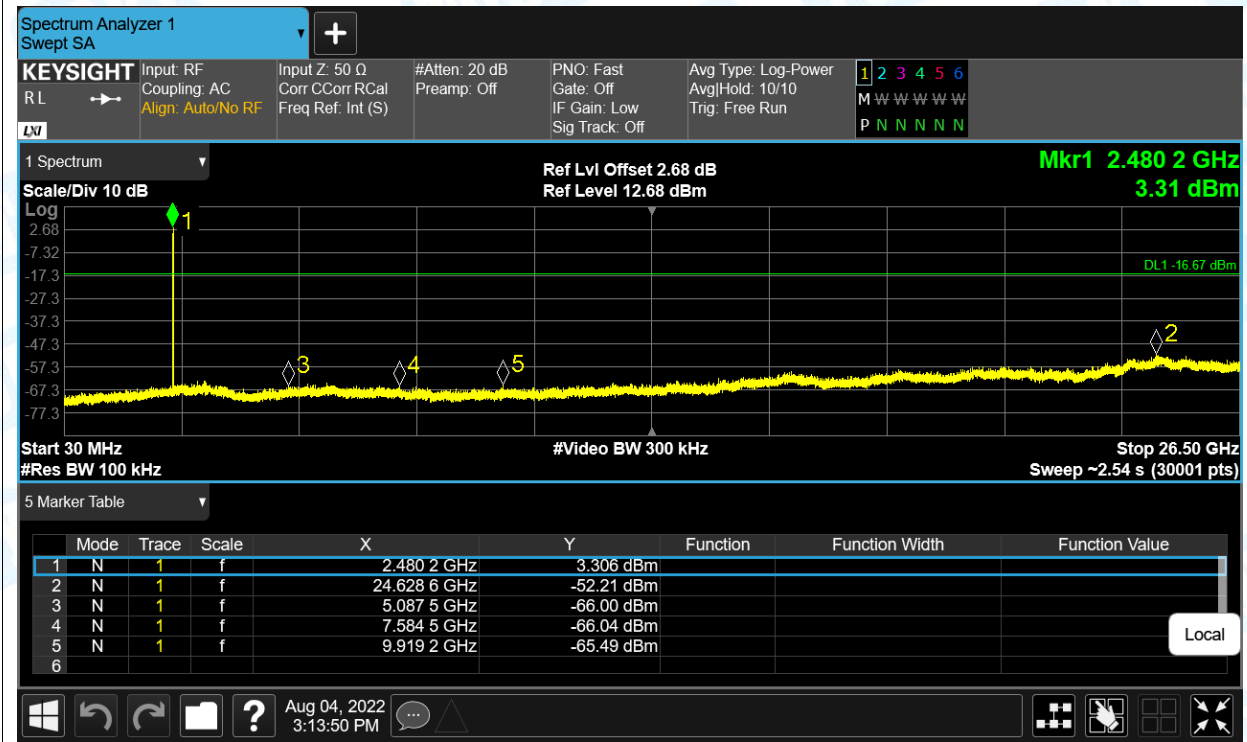 Spectrum Analyzer 1
Swept SA
+
KEYSIGHT
R L
LXI
Input: RF
Coupling: AC
Align: Auto/No RF
Input Z: 50 Ω
Corr CCorr RCal
Freq Ref: Int (S)
#Atten: 20 dB
Preamp: Off
PNO: Fast
Gate: Off
IF Gain: Low
Sig Track: Off
Avg Type: Log-Power
Avg|Hold: 10/10
Trig: Free Run
1 2 3 4 5 6
M W W W W W
P N N N N N
1 Spectrum
Scale/Div 10 dB
Ref Lvl Offset 2.68 dB
Ref Level 12.68 dBm
Mkr1 2.480 2 GHz
3.31 dBm
Log
2.68
-7.32
-17.3
-27.3
-37.3
-47.3
-57.3
-67.3
-77.3
1
DL1 -16.67 dBm
2
3
4
5
Start 30 MHz
#Video BW 300 kHz
Stop 26.50 GHz
#Res BW 100 kHz
Sweep ~2.54 s (30001 pts)
5 Marker Table
Mode Trace Scale X Y Function Function Width Function Value
1 N 1 f 2.480 2 GHz 3.306 dBm
2 N 1 f 24.628 6 GHz -52.21 dBm
3 N 1 f 5.087 5 GHz -66.00 dBm
4 N 1 f 7.584 5 GHz -66.04 dBm
5 N 1 f 9.919 2 GHz -65.49 dBm
6
Local
?
Aug 04, 2022
3:13:50 PM